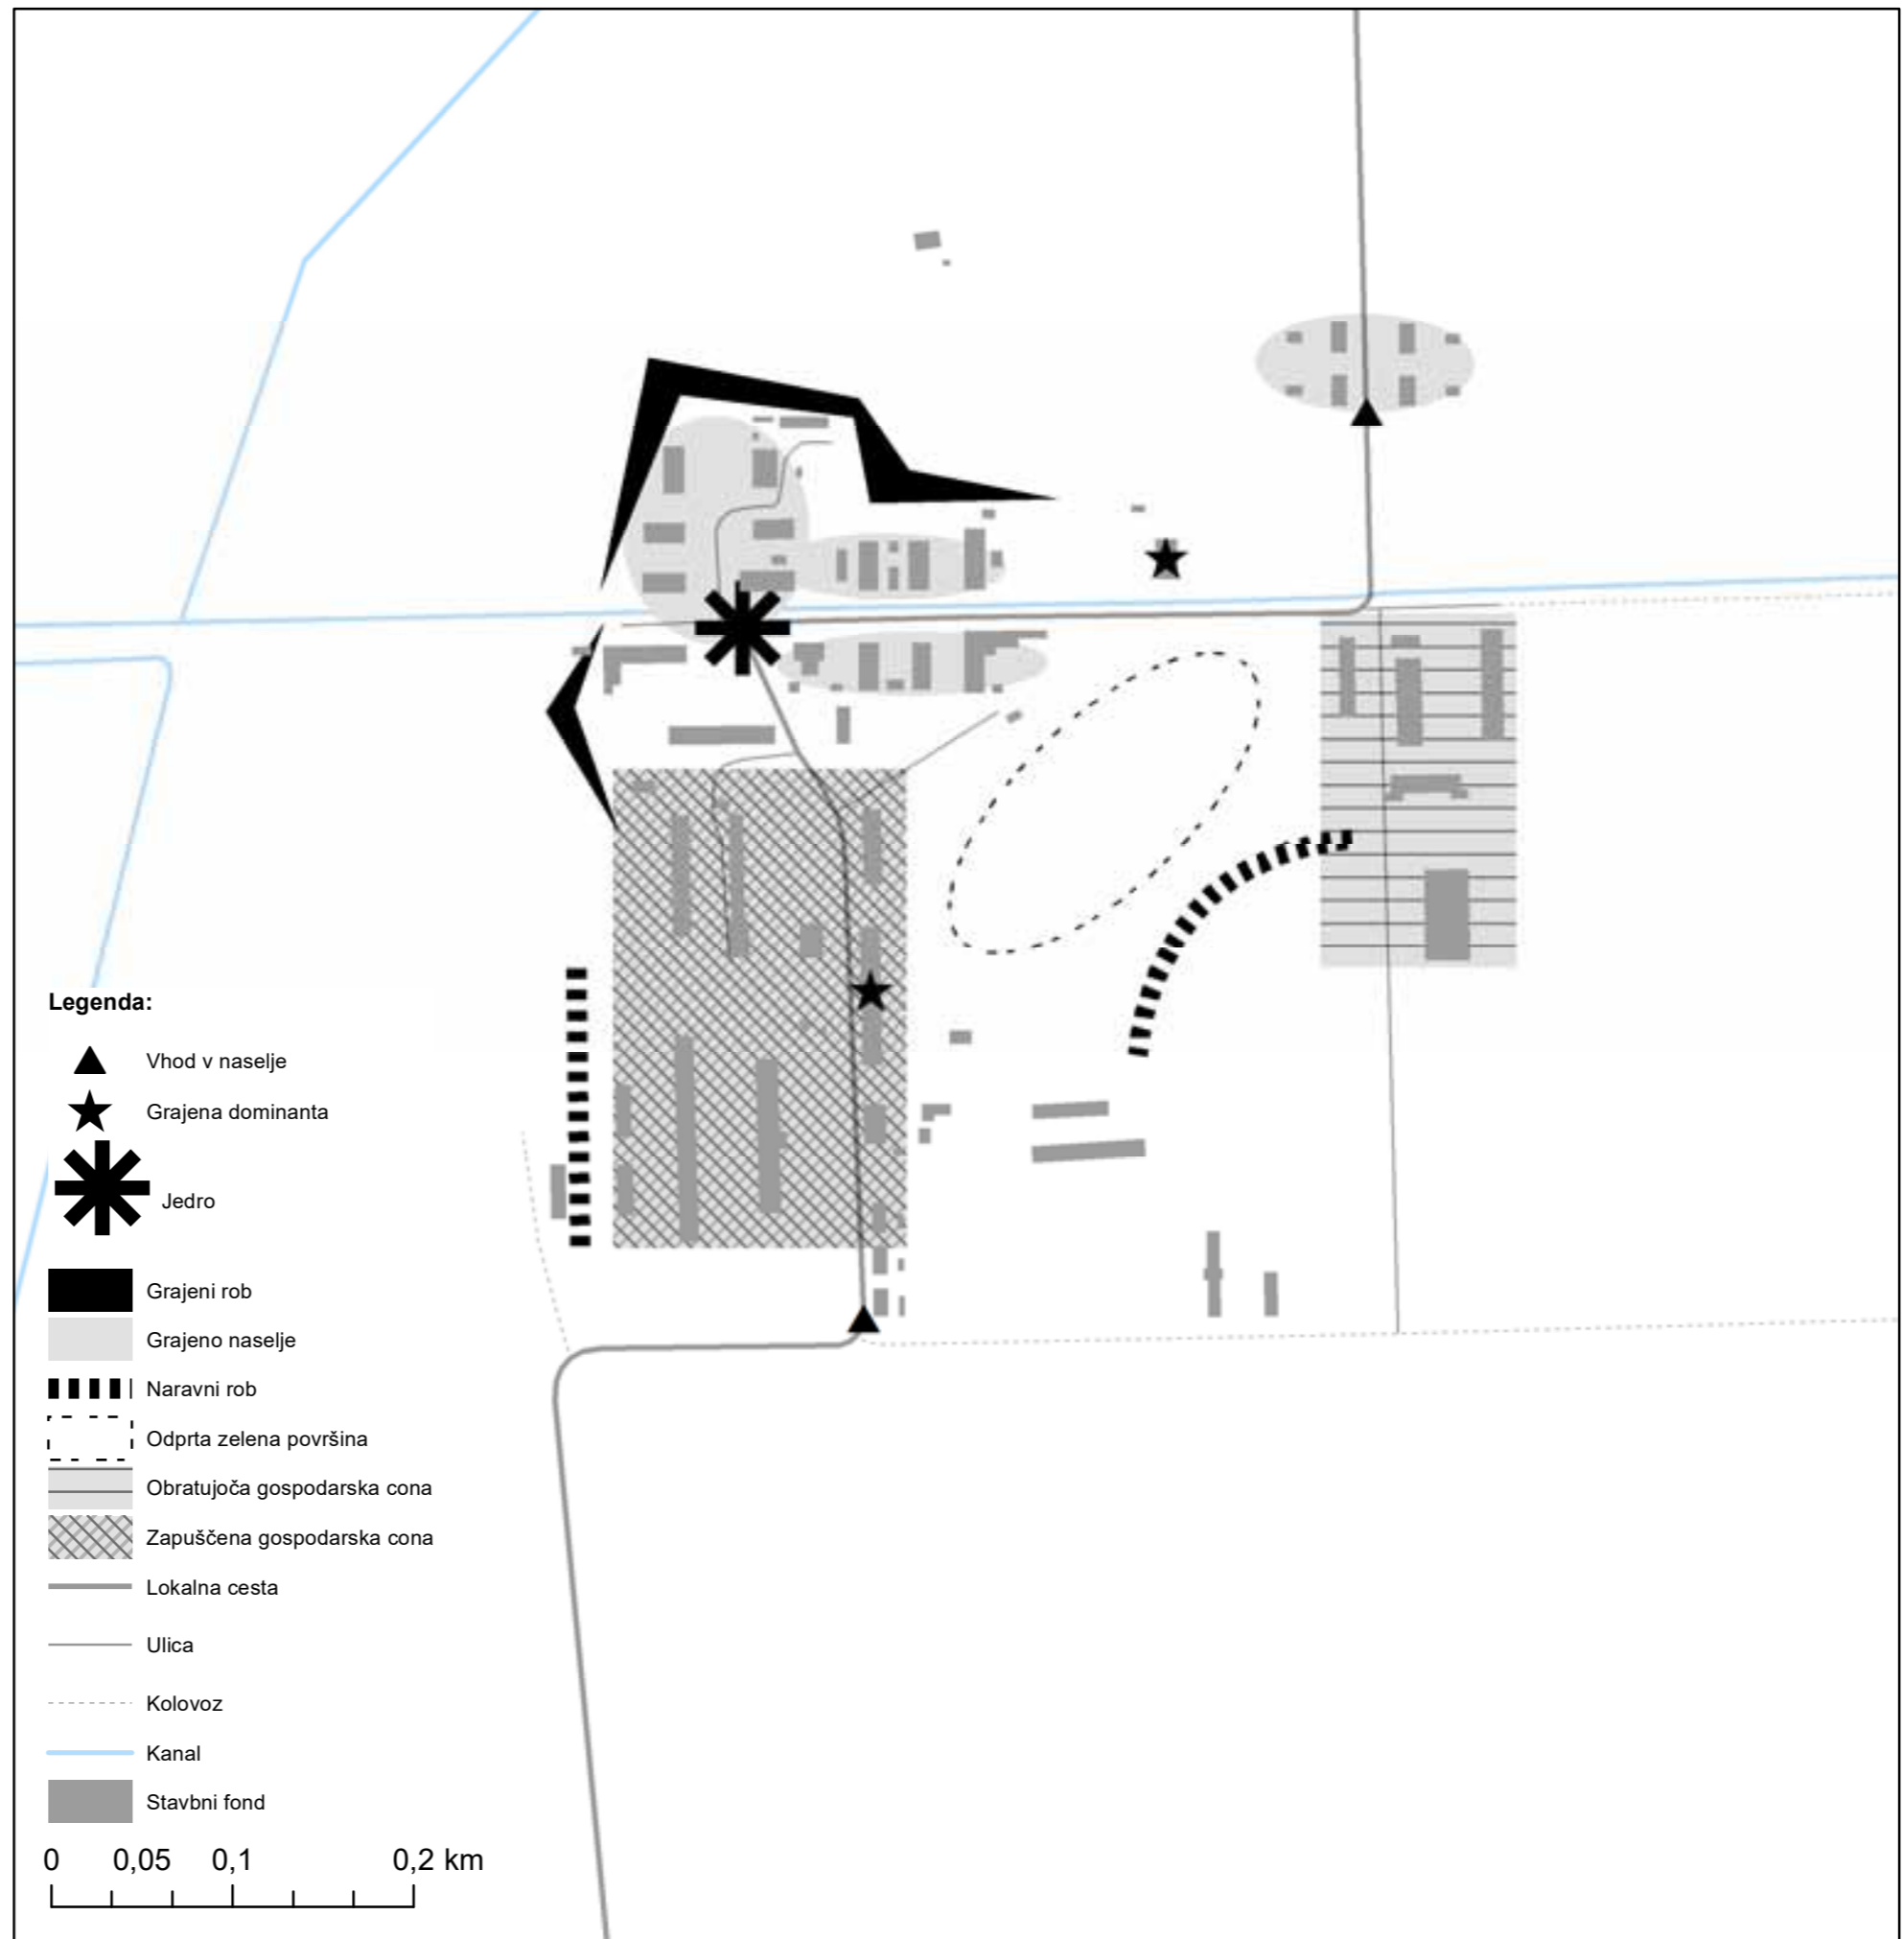 Legenda:
Vhod v naselje
Grajena dominanta
Jedro
Grajeni rob
Grajeno naselje
Naravni rob
Odprta zelena površina
Obratujoča gospodarska cona
Zapuščena gospodarska cona
Lokalna cesta
Ulica
Kolovoz
Kanal
Stavbni fond
0 0,05 0,1 0,2 km